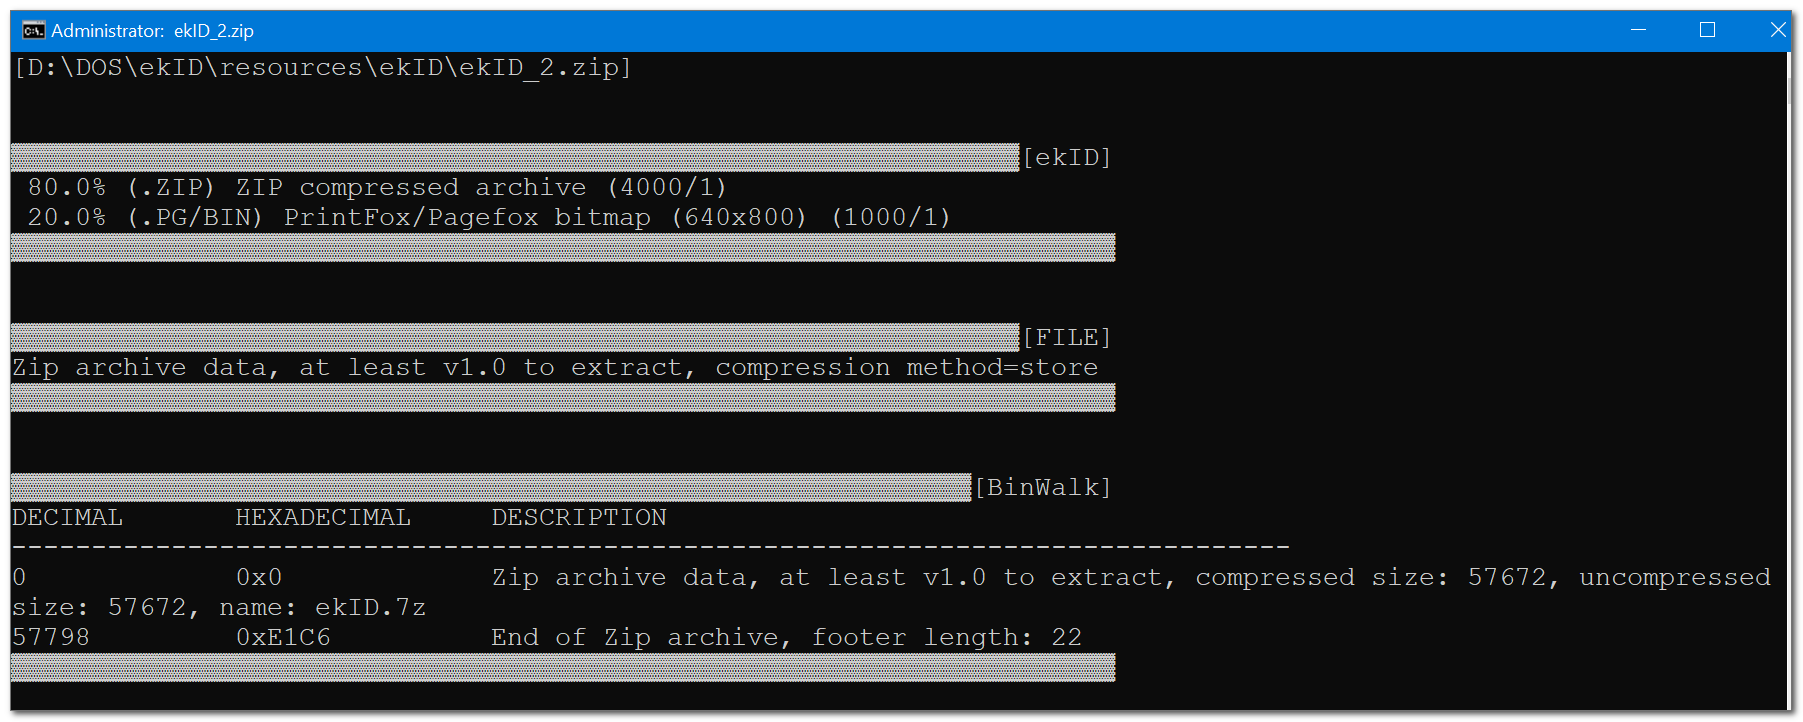 Administrator:  ekID_2.zip
[D:\DOS\ekID\resources\ekID\ekID_2.zip]
[ekID]
80.0% (.ZIP) ZIP compressed archive (4000/1)
20.0% (.PG/BIN) PrintFox/Pagefox bitmap (640x800) (1000/1)
[FILE]
Zip archive data, at least v1.0 to extract, compression method=store
[BinWalk]
DECIMAL       HEXADECIMAL     DESCRIPTION
--------------------------------------------------------------------------------
0             0x0             Zip archive data, at least v1.0 to extract, compressed size: 57672, uncompressed
size: 57672, name: ekID.7z
57798         0xE1C6          End of Zip archive, footer length: 22